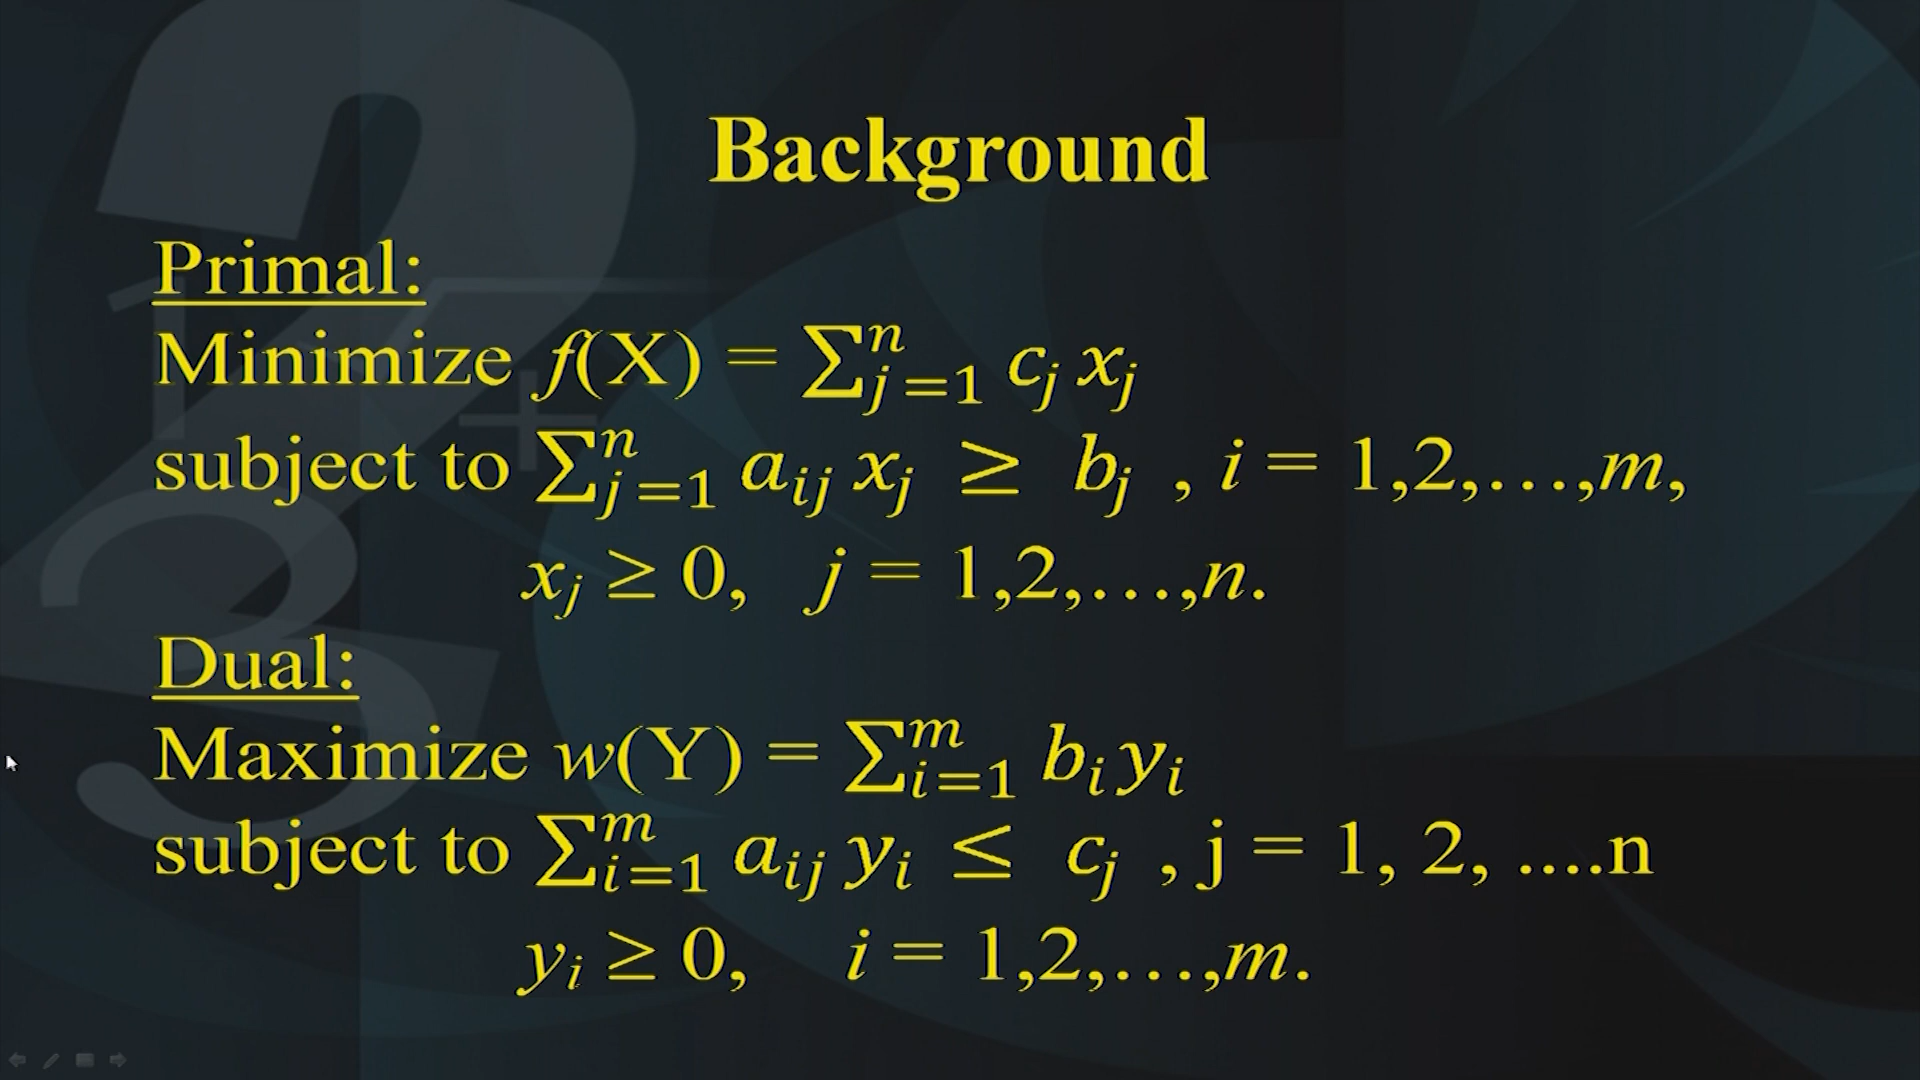 Background
Primal:
Minimize f(X) = ∑ⁿⱼ₌₁ cⱼ xⱼ
subject to ∑ⁿⱼ₌₁ aᵢⱼ xⱼ ≥ bⱼ , i = 1,2,…,m,
xⱼ ≥ 0, j = 1,2,…,n.
Dual:
Maximize w(Y) = ∑ᵐᵢ₌₁ bᵢ yᵢ
subject to ∑ᵐᵢ₌₁ aᵢⱼ yᵢ ≤ cⱼ , j = 1, 2, ....n
yᵢ ≥ 0, i = 1,2,…,m.